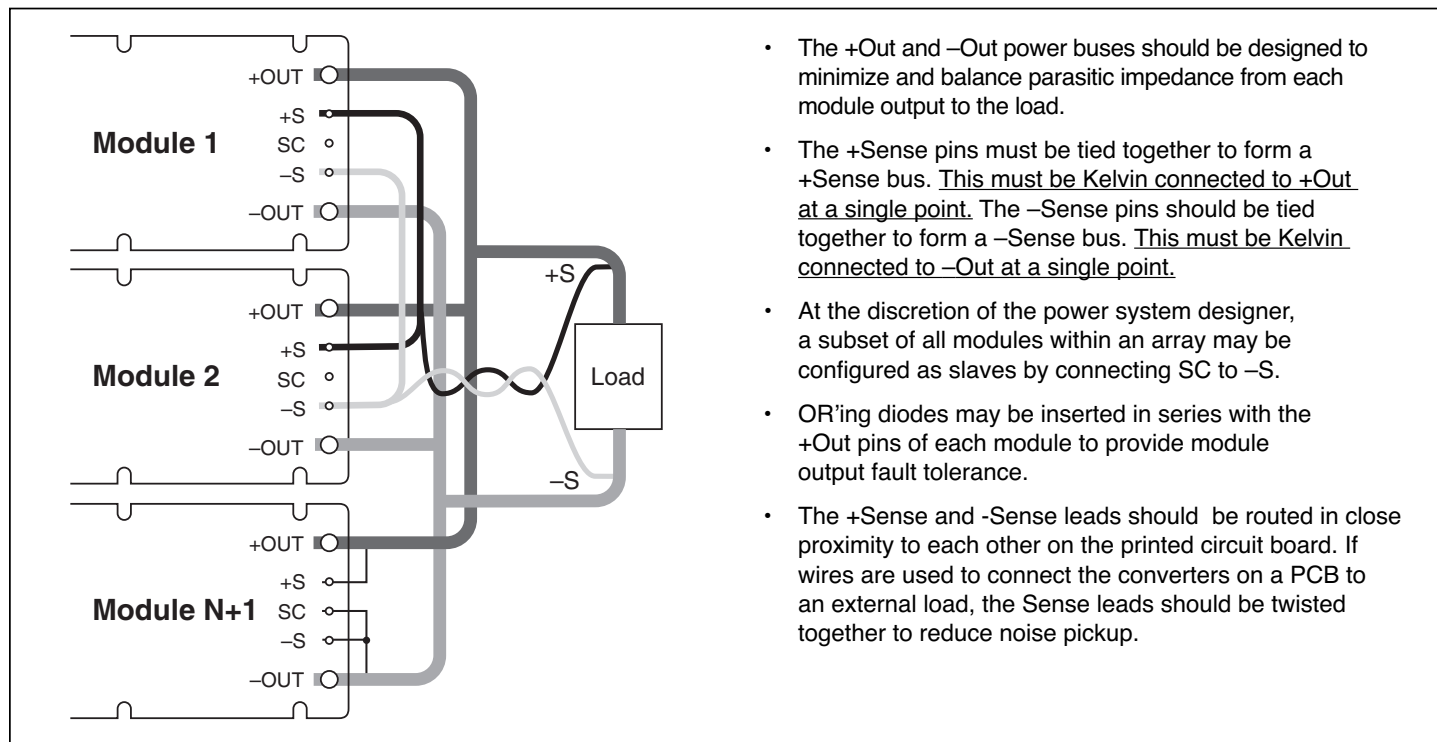 +OUT
+S
Module 1
SC
–S
–OUT
+OUT
+S
Module 2
SC
–S
–OUT
+OUT
+S
Module N+1
SC
–S
–OUT
+S
Load
–S
• The +Out and –Out power buses should be designed to
minimize and balance parasitic impedance from each
module output to the load.
• The +Sense pins must be tied together to form a
+Sense bus. This must be Kelvin connected to +Out
at a single point. The –Sense pins should be tied
together to form a –Sense bus. This must be Kelvin
connected to –Out at a single point.
• At the discretion of the power system designer,
a subset of all modules within an array may be
configured as slaves by connecting SC to –S.
• OR'ing diodes may be inserted in series with the
+Out pins of each module to provide module
output fault tolerance.
• The +Sense and -Sense leads should be routed in close
proximity to each other on the printed circuit board. If
wires are used to connect the converters on a PCB to
an external load, the Sense leads should be twisted
together to reduce noise pickup.